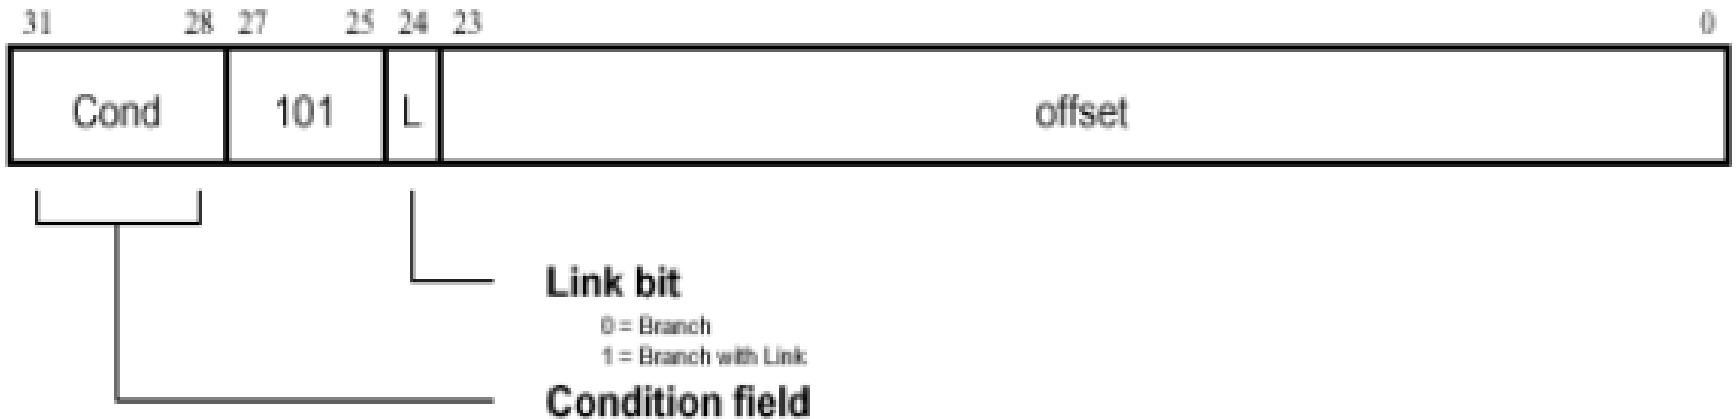 31 28 27 25 24 23 0
Cond 101 L offset
Link bit
0 = Branch
1 = Branch with Link
Condition field